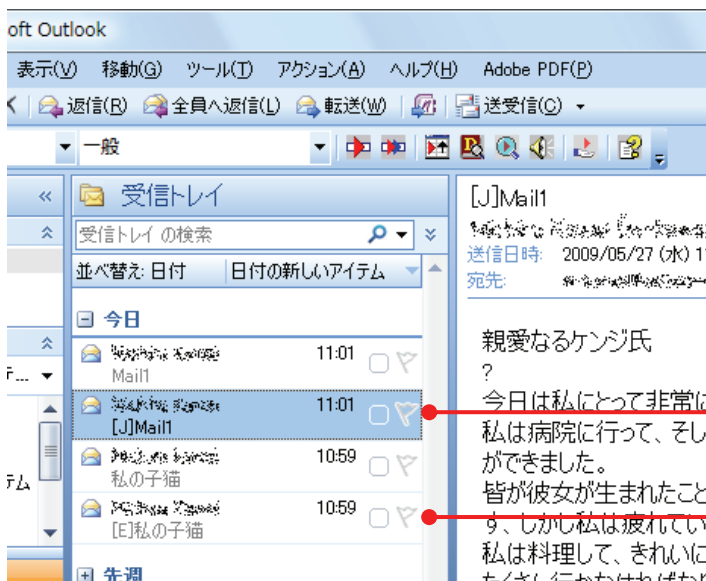 oft Outlook
表示(V) 移動(G) ツール(T) アクション(A) ヘルプ(H) Adobe PDF(P)
返信(R) 全員へ返信(L) 転送(W) 送受信(C)
一般
受信トレイ
受信トレイ の検索
並べ替え: 日付 日付の新しいアイテム
今日
11:01
Mail1
11:01
[J]Mail1
10:59
私の子猫
10:59
[E]私の子猫
先週
テム
[J]Mail1
送信日時: 2009/05/27 (水) 1
宛先:
親愛なるケンジ氏
?
今日は私にとって非常に
私は病院に行って、そし
ができました。
皆が彼女が生まれたこと
す、しかし私は疲れてい
私は料理して、きれいに